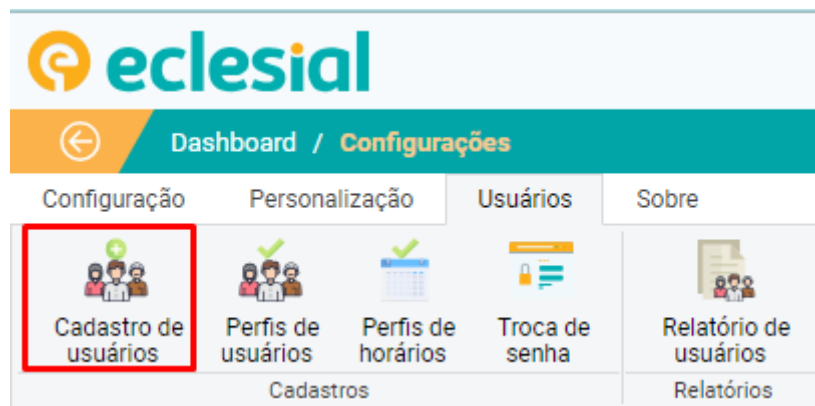 eclesial
Dashboard / Configurações
Configuração Personalização Usuários Sobre
Cadastro de usuários
Perfis de usuários
Perfis de horários
Troca de senha
Relatório de usuários
Cadastros Relatórios